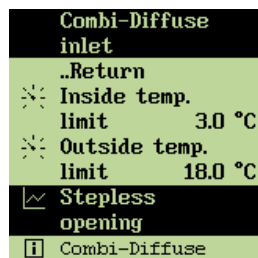 Combi-Diffuse
inlet
..Return
Inside temp.
limit 3.0 °C
Outside temp.
limit 18.0 °C
Stepless
opening
i Combi-Diffuse